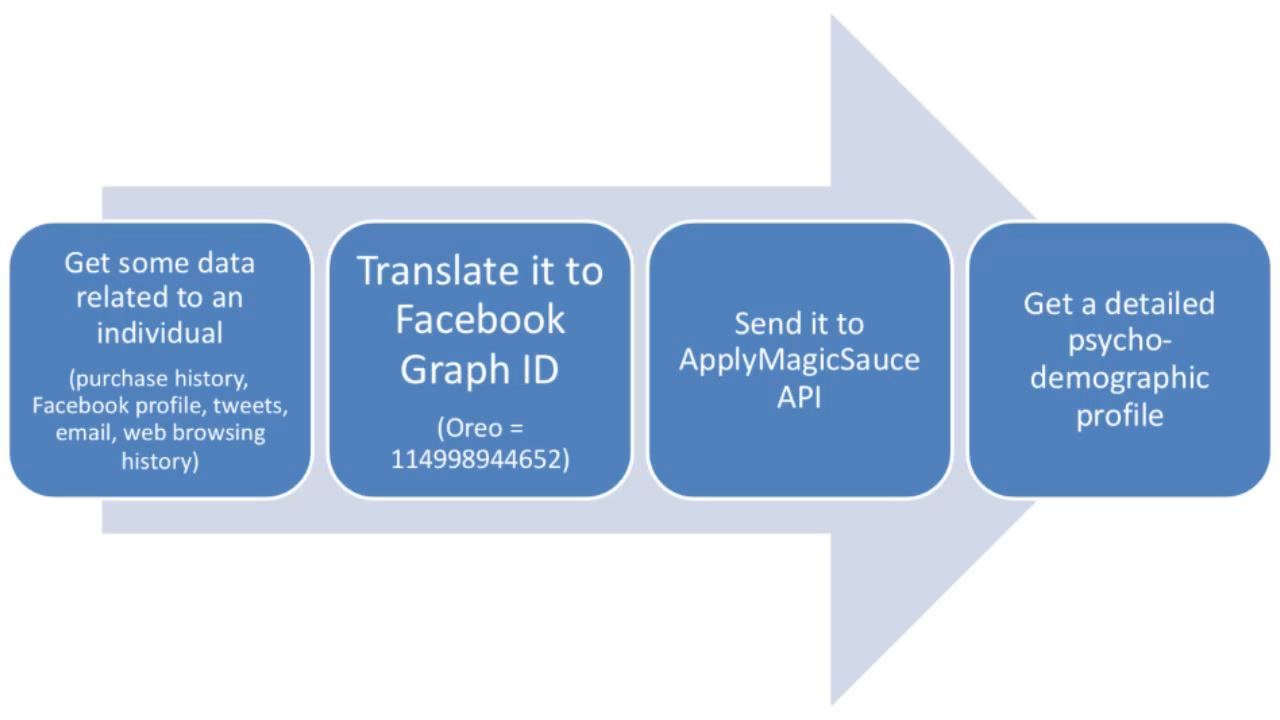 Get some data
related to an
individual
(purchase history,
Facebook profile, tweets,
email, web browsing
history)
Translate it to
Facebook
Graph ID
(Oreo =
114998944652)
Send it to
ApplyMagicSauce
API
Get a detailed
psycho-
demographic
profile